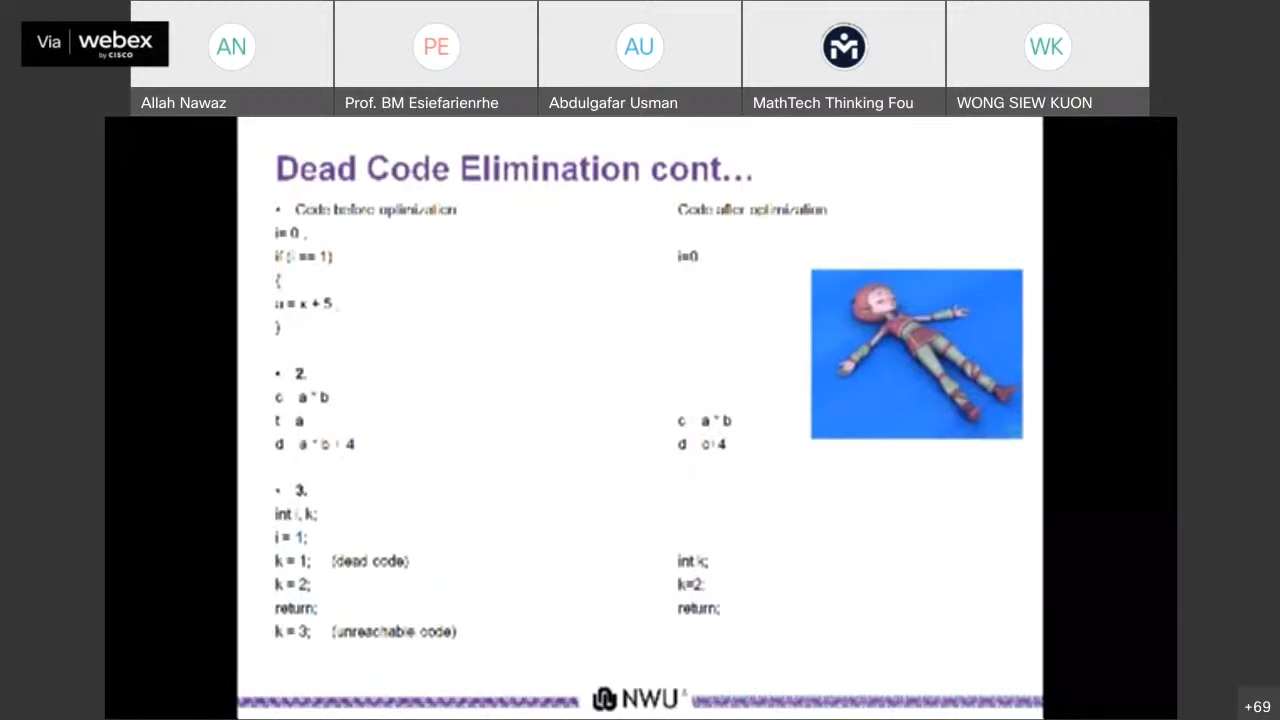 Via webex
by CISCO
AN
PE
AU
WK
Allah Nawaz
Prof. BM Esiefarienrhe
Abdulgafar Usman
MathTech Thinking Fou
WONG SIEW KUON
Dead Code Elimination cont...
• Code before optimization
Code after optimization
i= 0
if (i == 1)
i=0
{
= x + 5
}
• 2.
c a * b
t a
c a * b
d a * b + 4
d c+4
• 3.
int i, k;
i = 1;
k = 1; (dead code)
int k;
k = 2;
k=2;
return;
return;
k = 3; (unreachable code)
NWU
+69